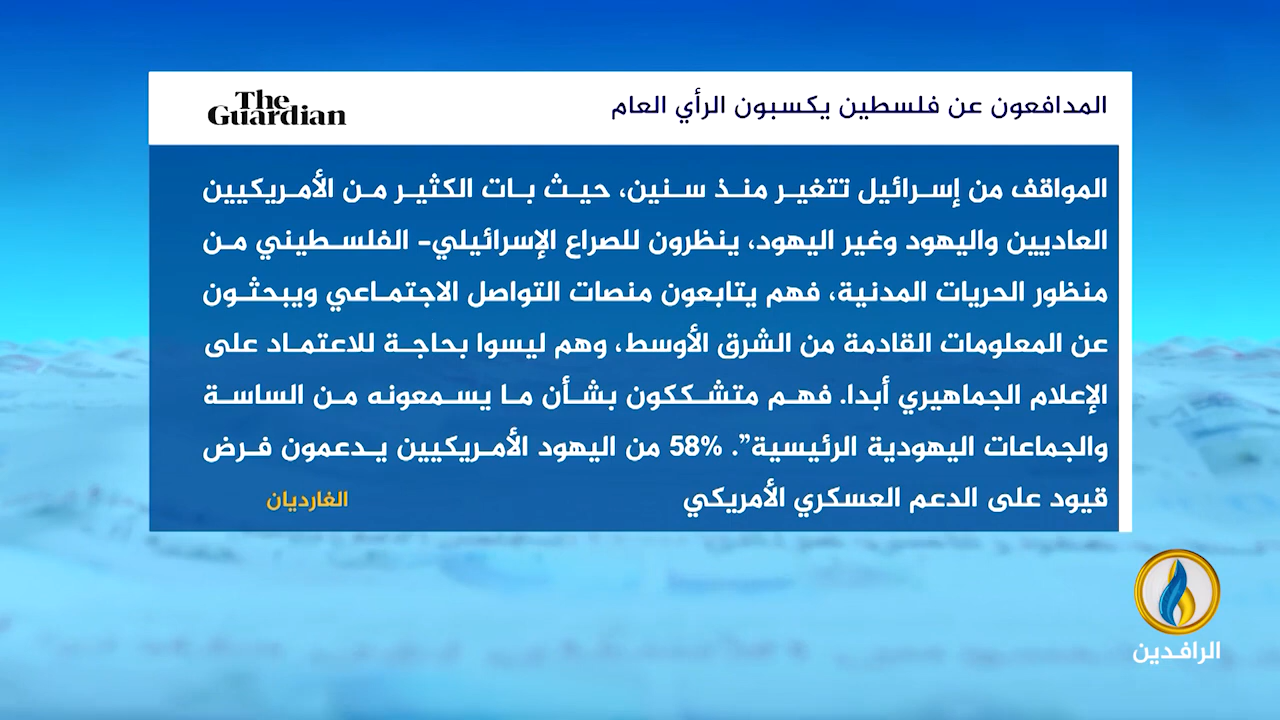 The
Guardian
المدافعون عن فلسطين يكسبون الرأي العام
المواقف من إسرائيل تتغير منذ سنين، حيث بات الكثير من الأمريكيين
العاديين واليهود وغير اليهود، ينظرون للصراع الإسرائيلي- الفلسطيني من
منظور الحريات المدنية، فهم يتابعون منصات التواصل الاجتماعي ويبحثون
عن المعلومات القادمة من الشرق الأوسط، وهم ليسوا بحاجة للاعتماد على
الإعلام الجماهيري أبدا. فهم متشككون بشأن ما يسمعونه من الساسة
والجماعات اليهودية الرئيسية”. 58% من اليهود الأمريكيين يدعمون فرض
قيود على الدعم العسكري الأمريكي
الغارديان
الرافدين